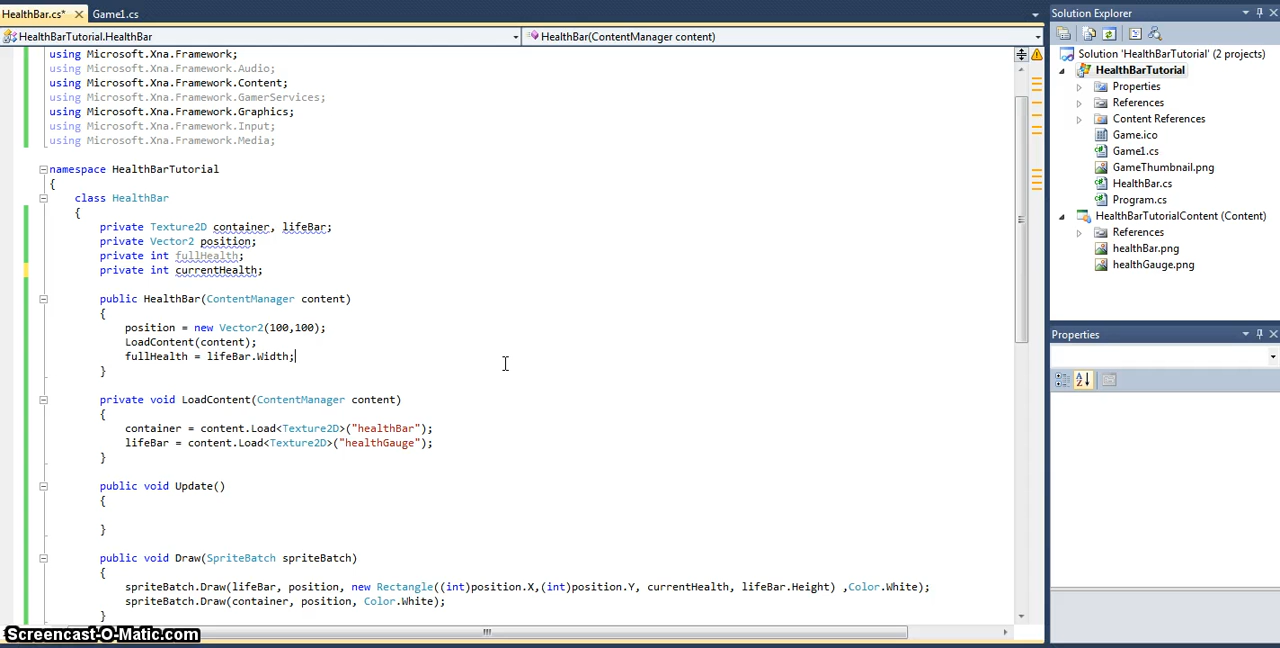 HealthBar.cs* Game1.cs
HealthBarTutorial.HealthBar HealthBar(ContentManager content)
using Microsoft.Xna.Framework;
using Microsoft.Xna.Framework.Audio;
using Microsoft.Xna.Framework.Content;
using Microsoft.Xna.Framework.GamerServices;
using Microsoft.Xna.Framework.Graphics;
using Microsoft.Xna.Framework.Input;
using Microsoft.Xna.Framework.Media;
namespace HealthBarTutorial
{
class HealthBar
{
private Texture2D container, lifeBar;
private Vector2 position;
private int fullHealth;
private int currentHealth;
public HealthBar(ContentManager content)
{
position = new Vector2(100,100);
LoadContent(content);
fullHealth = lifeBar.Width;
}
private void LoadContent(ContentManager content)
{
container = content.Load<Texture2D>("healthBar");
lifeBar = content.Load<Texture2D>("healthGauge");
}
public void Update()
{
}
public void Draw(SpriteBatch spriteBatch)
{
spriteBatch.Draw(lifeBar, position, new Rectangle((int)position.X,(int)position.Y, currentHealth, lifeBar.Height) ,Color.White);
spriteBatch.Draw(container, position, Color.White);
}
Screencast-O-Matic.com
Solution Explorer
Solution 'HealthBarTutorial' (2 projects)
HealthBarTutorial
Properties
References
Content References
Game.ico
Game1.cs
GameThumbnail.png
HealthBar.cs
Program.cs
HealthBarTutorialContent (Content)
References
healthBar.png
healthGauge.png
Properties